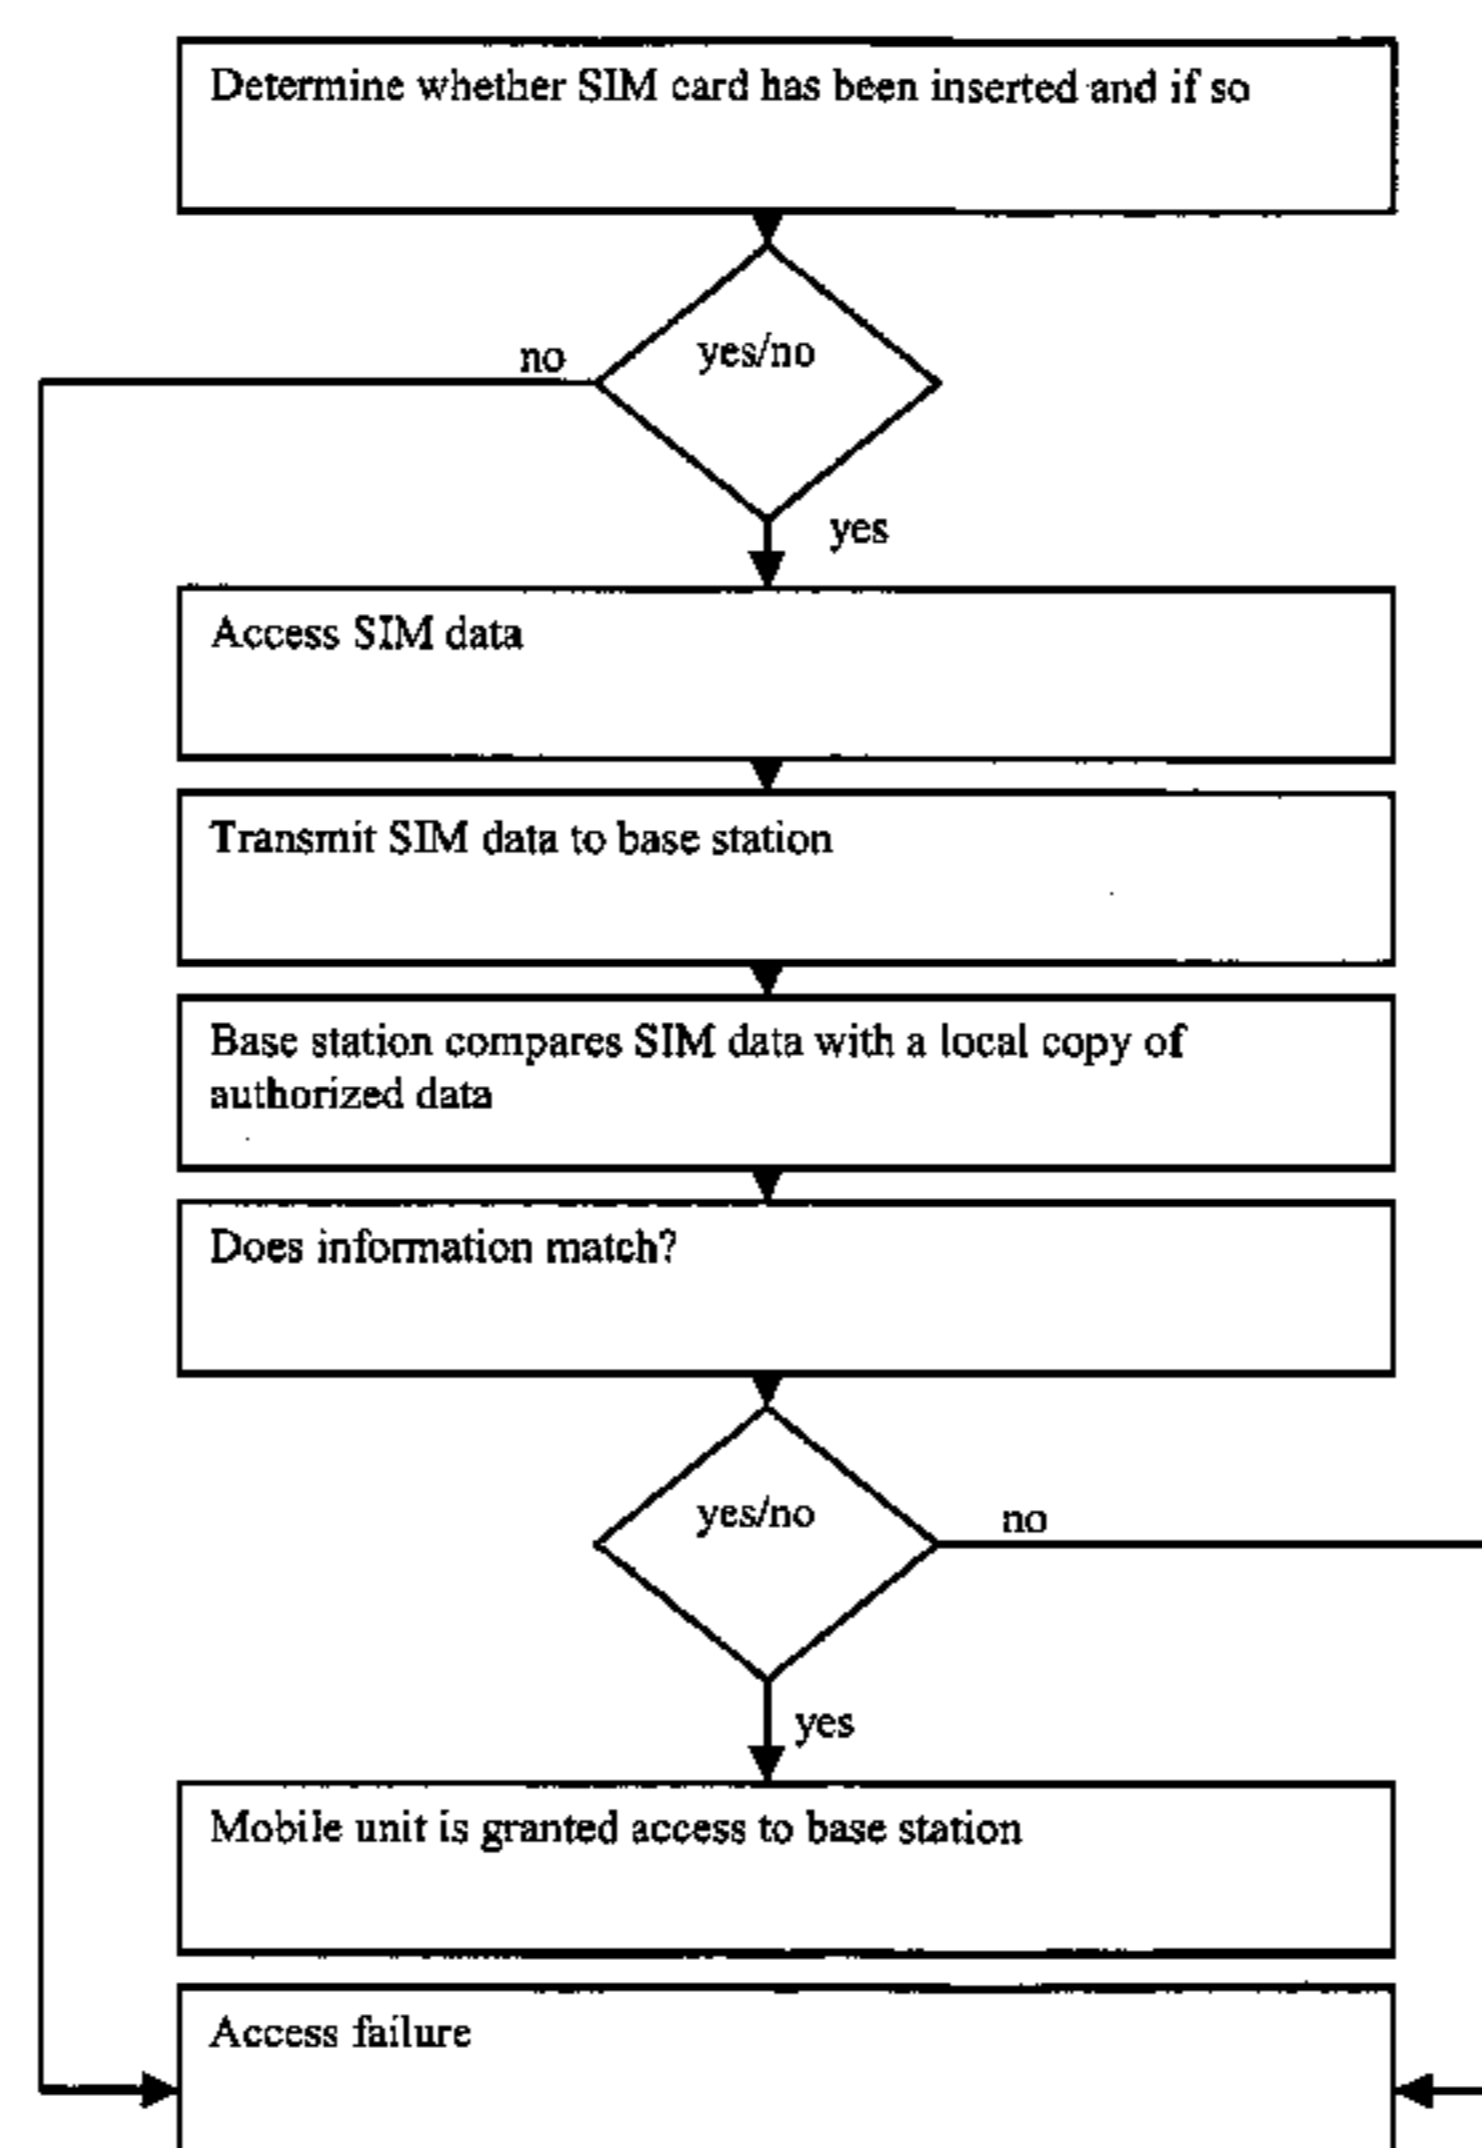 Determine whether SIM card has been inserted and if so
yes/no
no
yes
Access SIM data
Transmit SIM data to base station
Base station compares SIM data with a local copy of
authorized data
Does information match?
yes/no
no
yes
Mobile unit is granted access to base station
Access failure